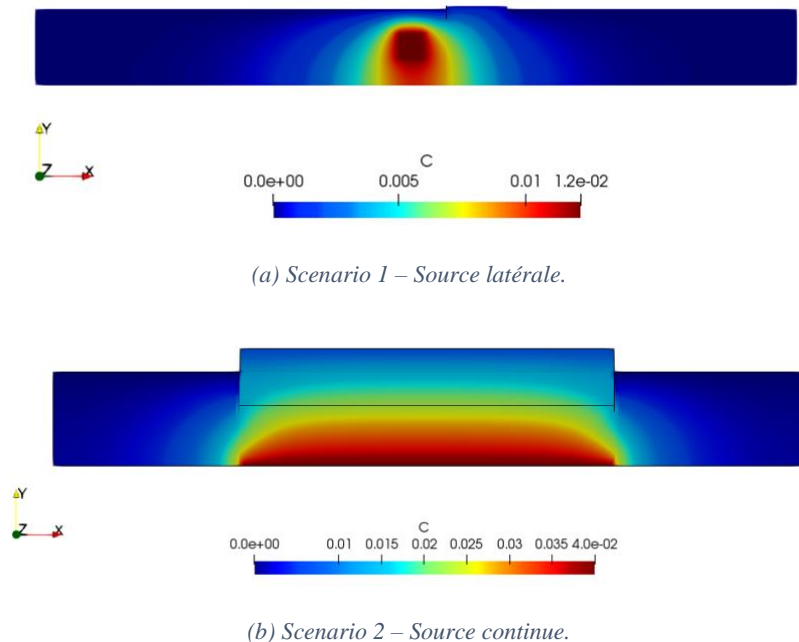 Y
Z X
C
0.0e+00 0.005 0.01 1.2e-02
(a) Scenario 1 – Source latérale.
Y
Z X
C
0.0e+00 0.01 0.015 0.02 0.025 0.03 0.035 4.0e-02
(b) Scenario 2 – Source continue.